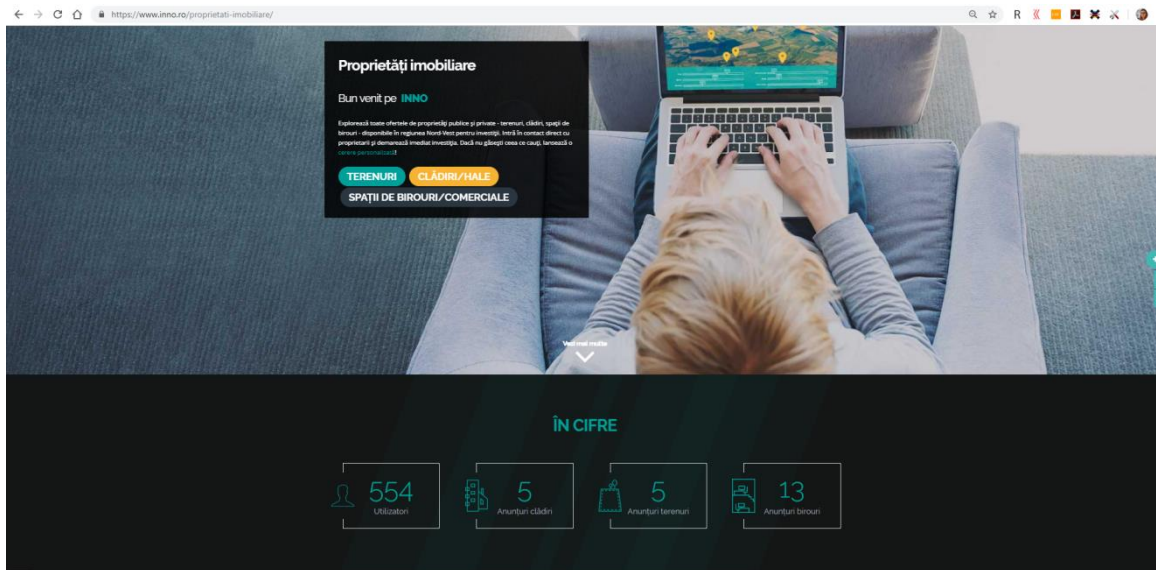 https://www.inno.ro/proprietati-imobiliare/
Proprietăți imobiliare
Bun venit pe INNO
Explorează toate ofertele de proprietăți publice și private - terenuri, clădiri, spații de
birouri - disponibile în regiunea Nord-Vest pentru investiții. Intră în contact direct cu
proprietarii și demarează imediat investiția. Dacă nu găsești ceea ce cauți, lansează o
cerere personalizată!
TERENURI CLĂDIRI/HALE
SPAȚII DE BIROURI/COMERCIALE
Vezi mai multe
ÎN CIFRE
554 5 5 13
Utilizatori Anunțuri clădiri Anunțuri terenuri Anunțuri birouri